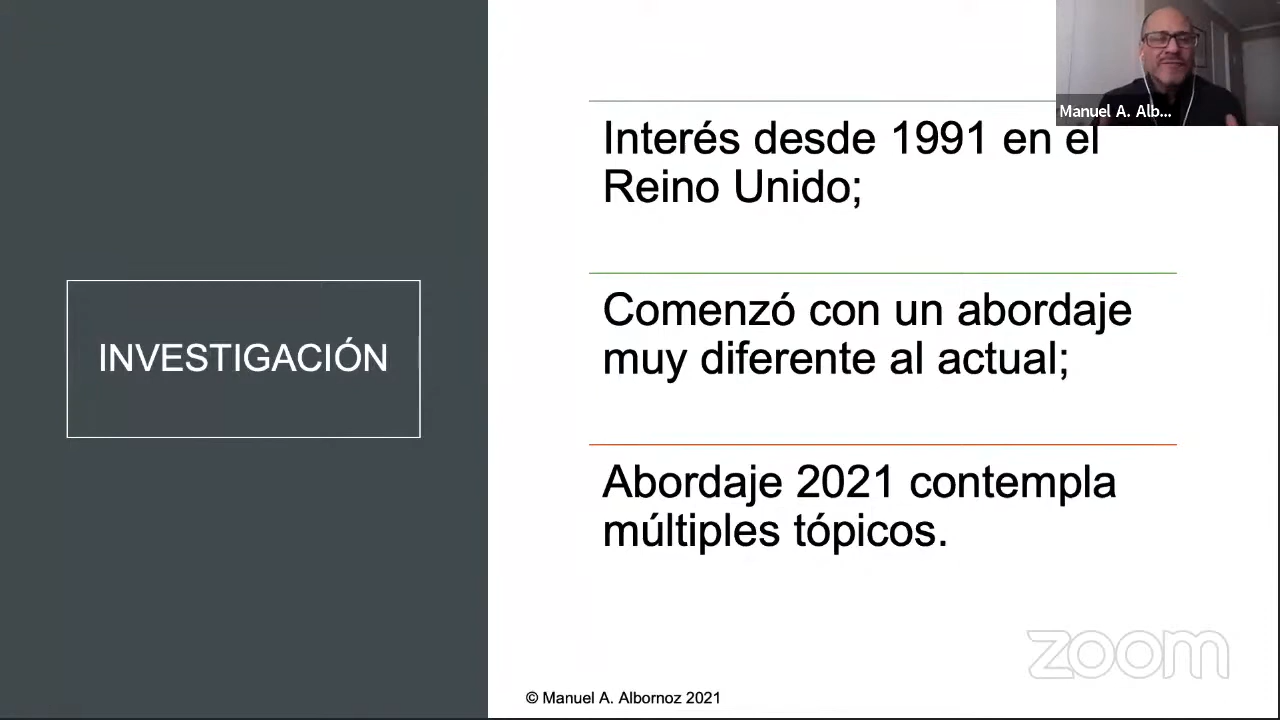 Manuel A. Alb...
INVESTIGACIÓN
Interés desde 1991 en el
Reino Unido;
Comenzó con un abordaje
muy diferente al actual;
Abordaje 2021 contempla
múltiples tópicos.
zoom
© Manuel A. Albornoz 2021